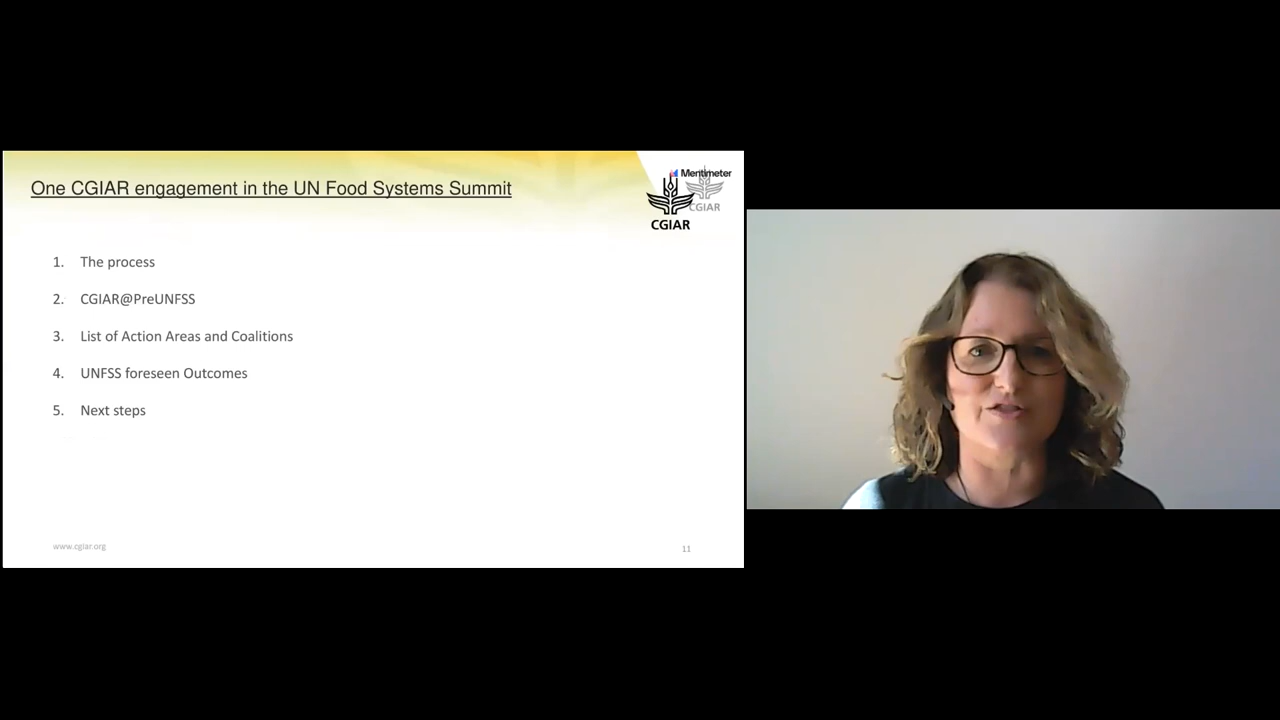 One CGIAR engagement in the UN Food Systems Summit
Mentimeter
CGIAR
CGIAR
1. The process
2. CGIAR@PreUNFSS
3. List of Action Areas and Coalitions
4. UNFSS foreseen Outcomes
5. Next steps
www.cgiar.org
11